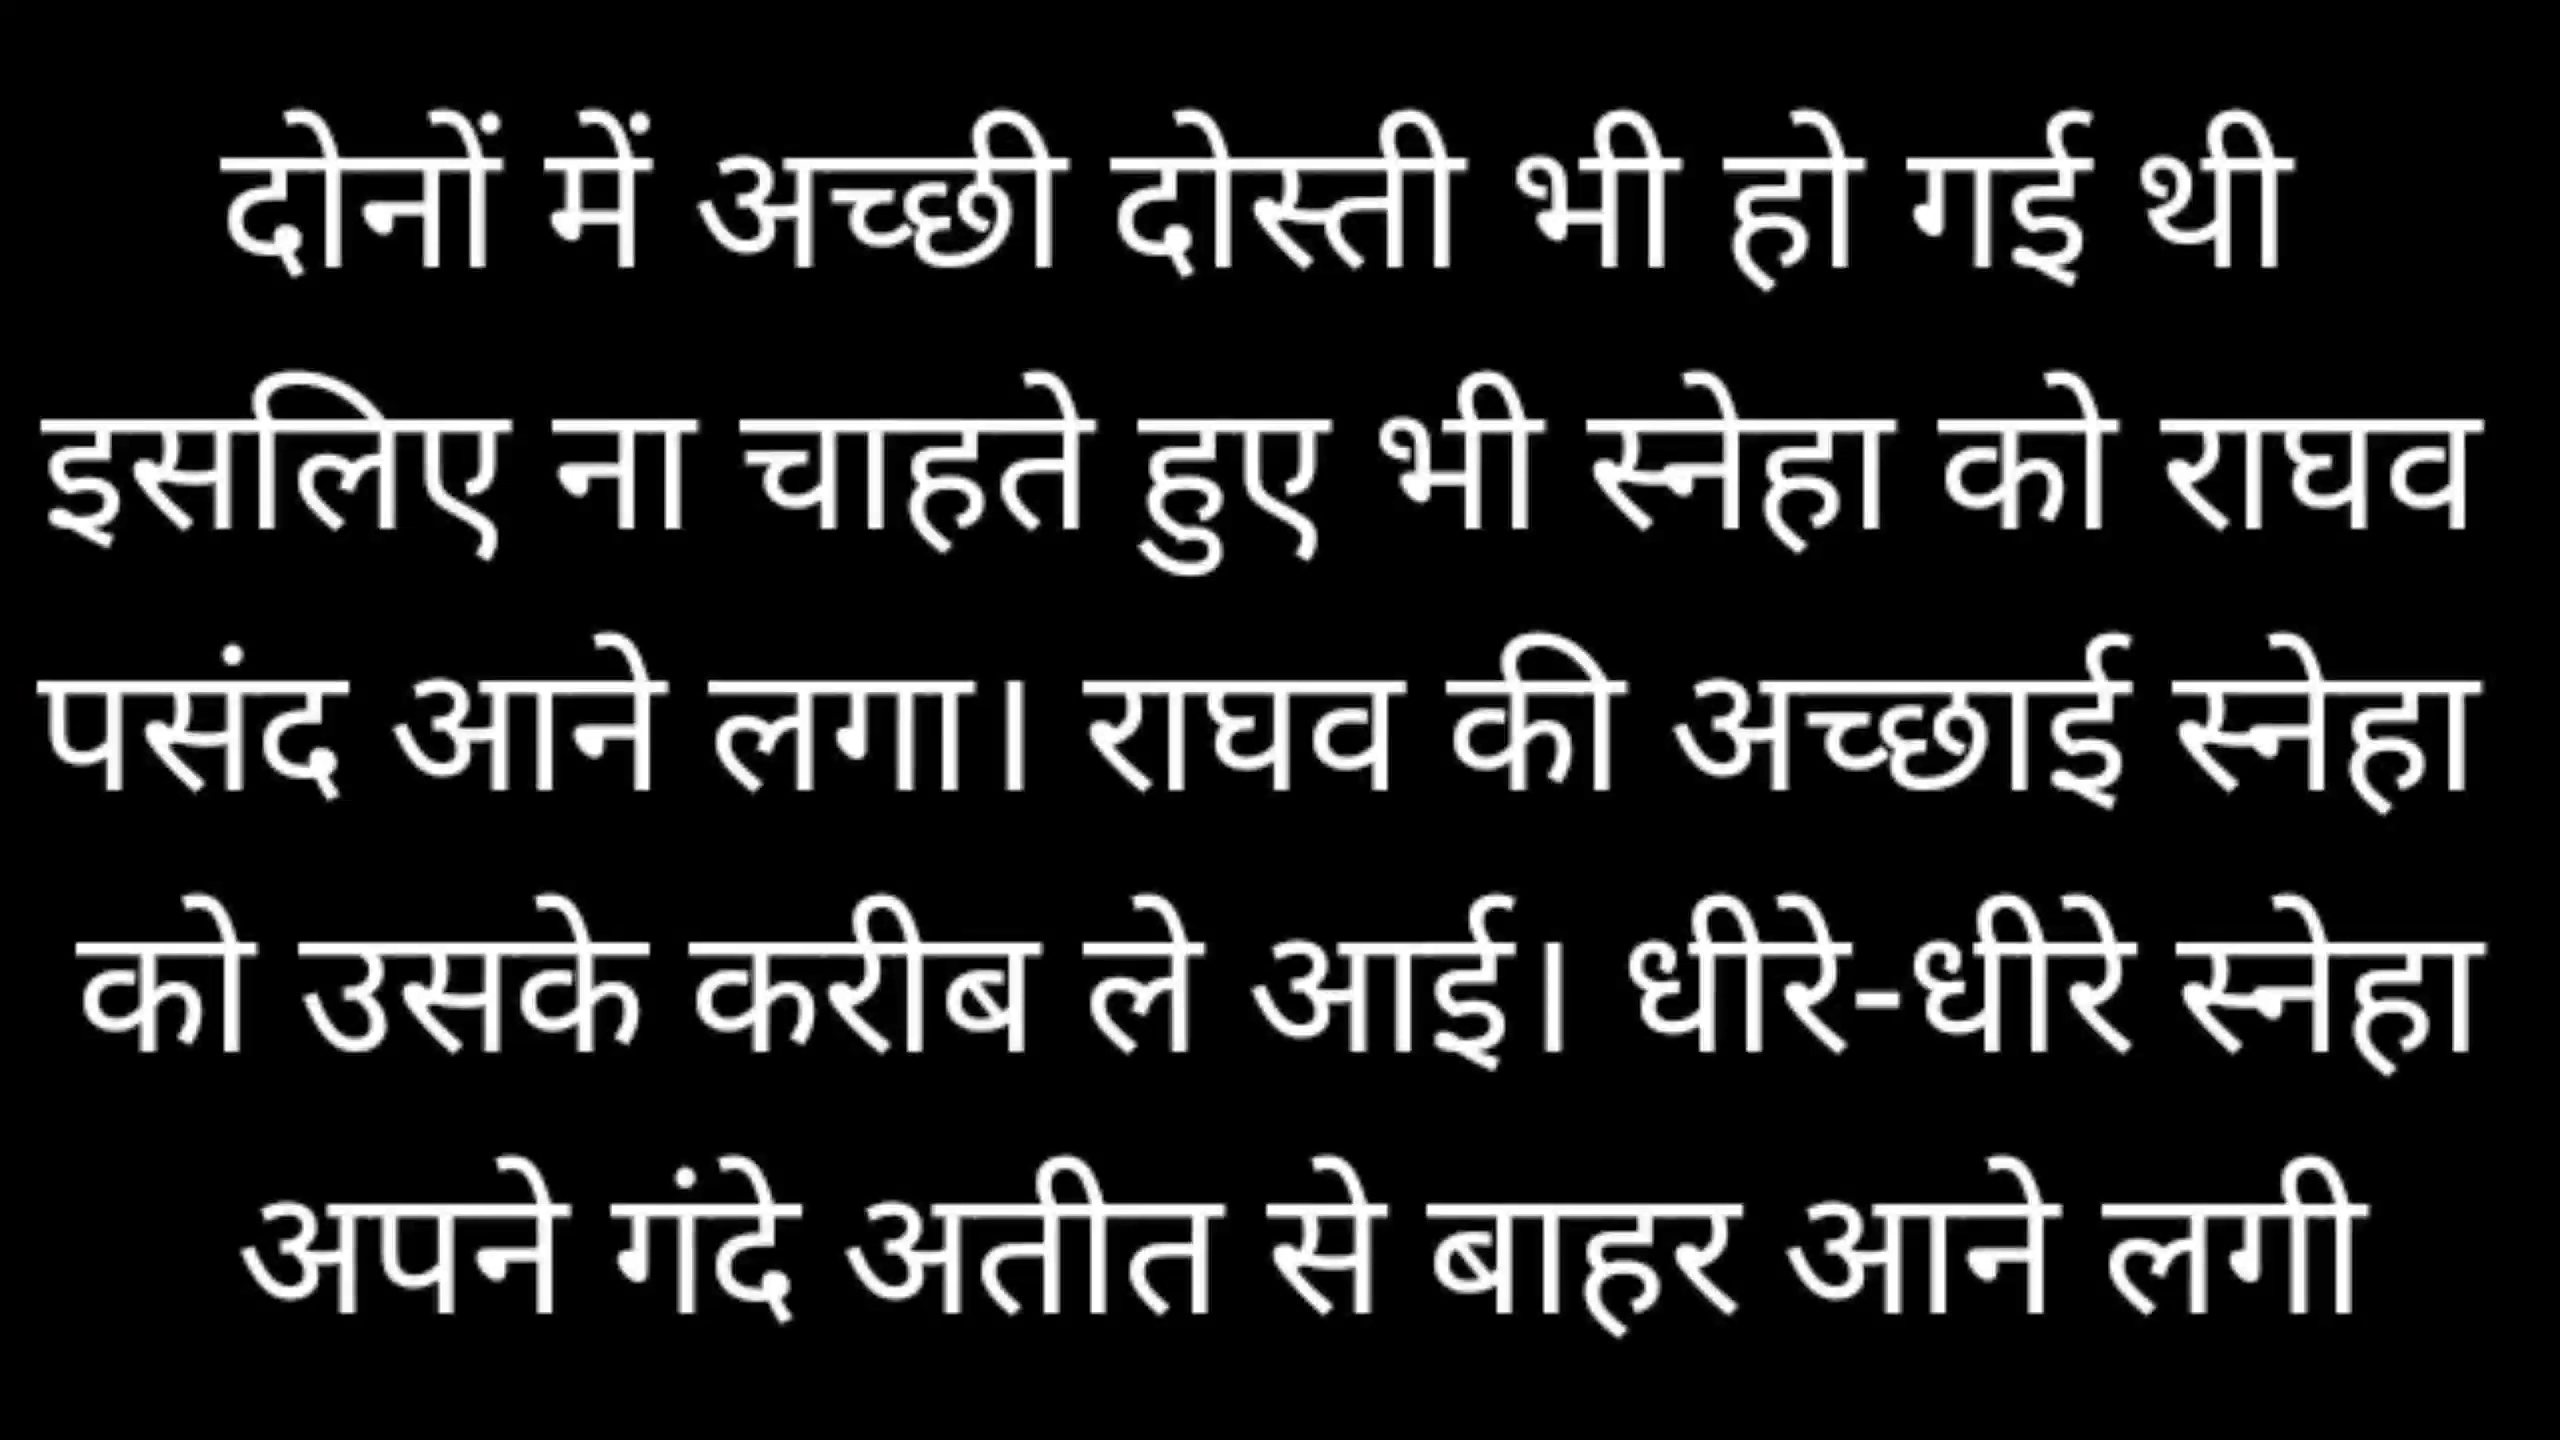 दोनों में अच्छी दोस्ती भी हो गई थी
इसलिए ना चाहते हुए भी स्नेहा को राघव
पसंद आने लगा। राघव की अच्छाई स्नेहा
को उसके करीब ले आई। धीरे-धीरे स्नेहा
अपने गंदे अतीत से बाहर आने लगी